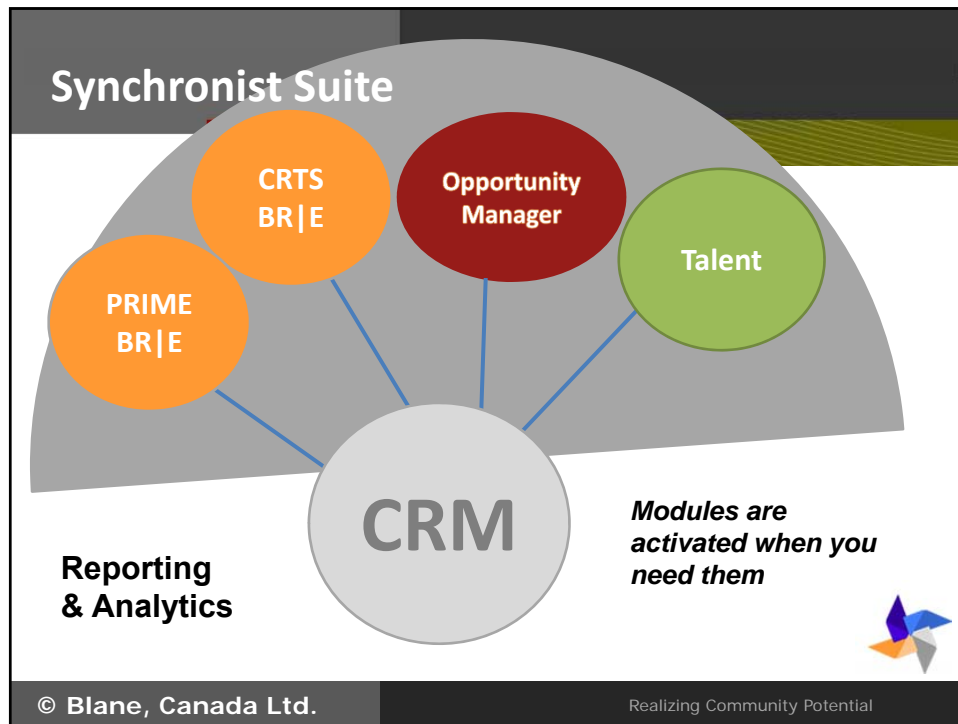 Synchronist Suite
CRTS
BR|E
Opportunity
Manager
Talent
PRIME
BR|E
CRM
Modules are
activated when you
need them
Reporting
& Analytics
© Blane, Canada Ltd.
Realizing Community Potential